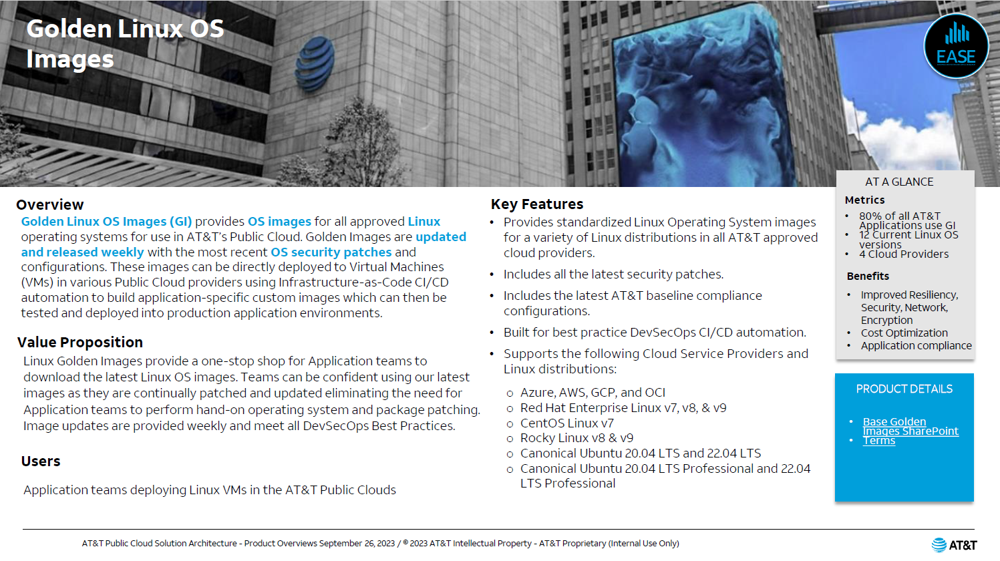 Golden Linux OS
Images
EASE
Overview
Golden Linux OS Images (GI) provides OS images for all approved Linux
operating systems for use in AT&T's Public Cloud. Golden Images are updated
and released weekly with the most recent OS security patches and
configurations. These images can be directly deployed to Virtual Machines
(VMs) in various Public Cloud providers using Infrastructure-as-Code CI/CD
automation to build application-specific custom images which can then be
tested and deployed into production application environments.
Value Proposition
Linux Golden Images provide a one-stop shop for Application teams to
download the latest Linux OS images. Teams can be confident using our latest
images as they are continually patched and updated eliminating the need for
Application teams to perform hand-on operating system and package patching.
Image updates are provided weekly and meet all DevSecOps Best Practices.
Users
Application teams deploying Linux VMs in the AT&T Public Clouds
Key Features
• Provides standardized Linux Operating System images
for a variety of Linux distributions in all AT&T approved
cloud providers.
• Includes all the latest security patches.
• Includes the latest AT&T baseline compliance
configurations.
• Built for best practice DevSecOps CI/CD automation.
• Supports the following Cloud Service Providers and
Linux distributions:
o Azure, AWS, GCP, and OCI
o Red Hat Enterprise Linux v7, v8, & v9
o CentOS Linux v7
o Rocky Linux v8 & v9
o Canonical Ubuntu 20.04 LTS and 22.04 LTS
o Canonical Ubuntu 20.04 LTS Professional and 22.04
LTS Professional
AT A GLANCE
Metrics
• 80% of all AT&T
Applications use GI
• 12 Current Linux OS
versions
• 4 Cloud Providers
Benefits
• Improved Resiliency,
Security, Network,
Encryption
• Cost Optimization
• Application compliance
PRODUCT DETAILS
• Base Golden
Images SharePoint
• Terms
AT&T Public Cloud Solution Architecture - Product Overviews September 26, 2023 / © 2023 AT&T Intellectual Property - AT&T Proprietary (Internal Use Only)
AT&T